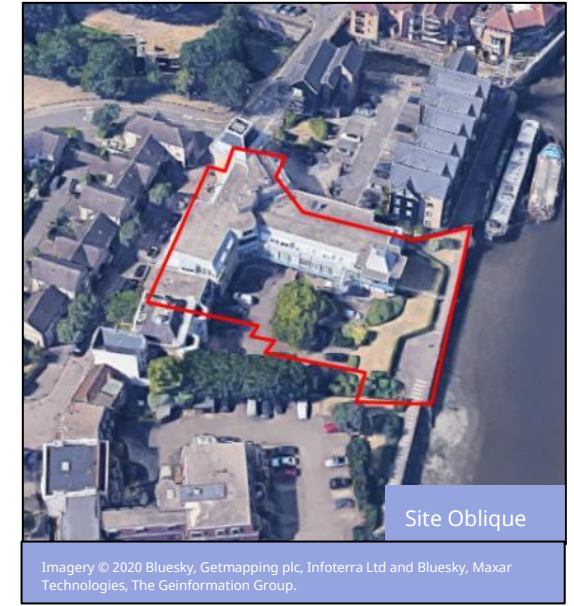 Site Oblique
Imagery © 2020 Bluesky, Getmapping plc, Infoterra Ltd and Bluesky, Maxar
Technologies, The Geinformation Group.